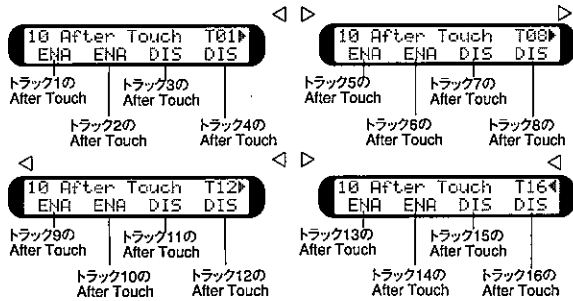 10 After Touch T01▶
ENA ENA DIS DIS
トラック1の
After Touch
トラック3の
After Touch
トラック2の
After Touch
トラック4の
After Touch
10 After Touch T08▶
ENA ENA DIS DIS
トラック5の
After Touch
トラック7の
After Touch
トラック6の
After Touch
トラック8の
After Touch
10 After Touch T12▶
ENA ENA DIS DIS
トラック9の
After Touch
トラック11の
After Touch
トラック10の
After Touch
トラック12の
After Touch
10 After Touch T16◀
ENA ENA DIS DIS
トラック13の
After Touch
トラック15の
After Touch
トラック14の
After Touch
トラック16の
After Touch